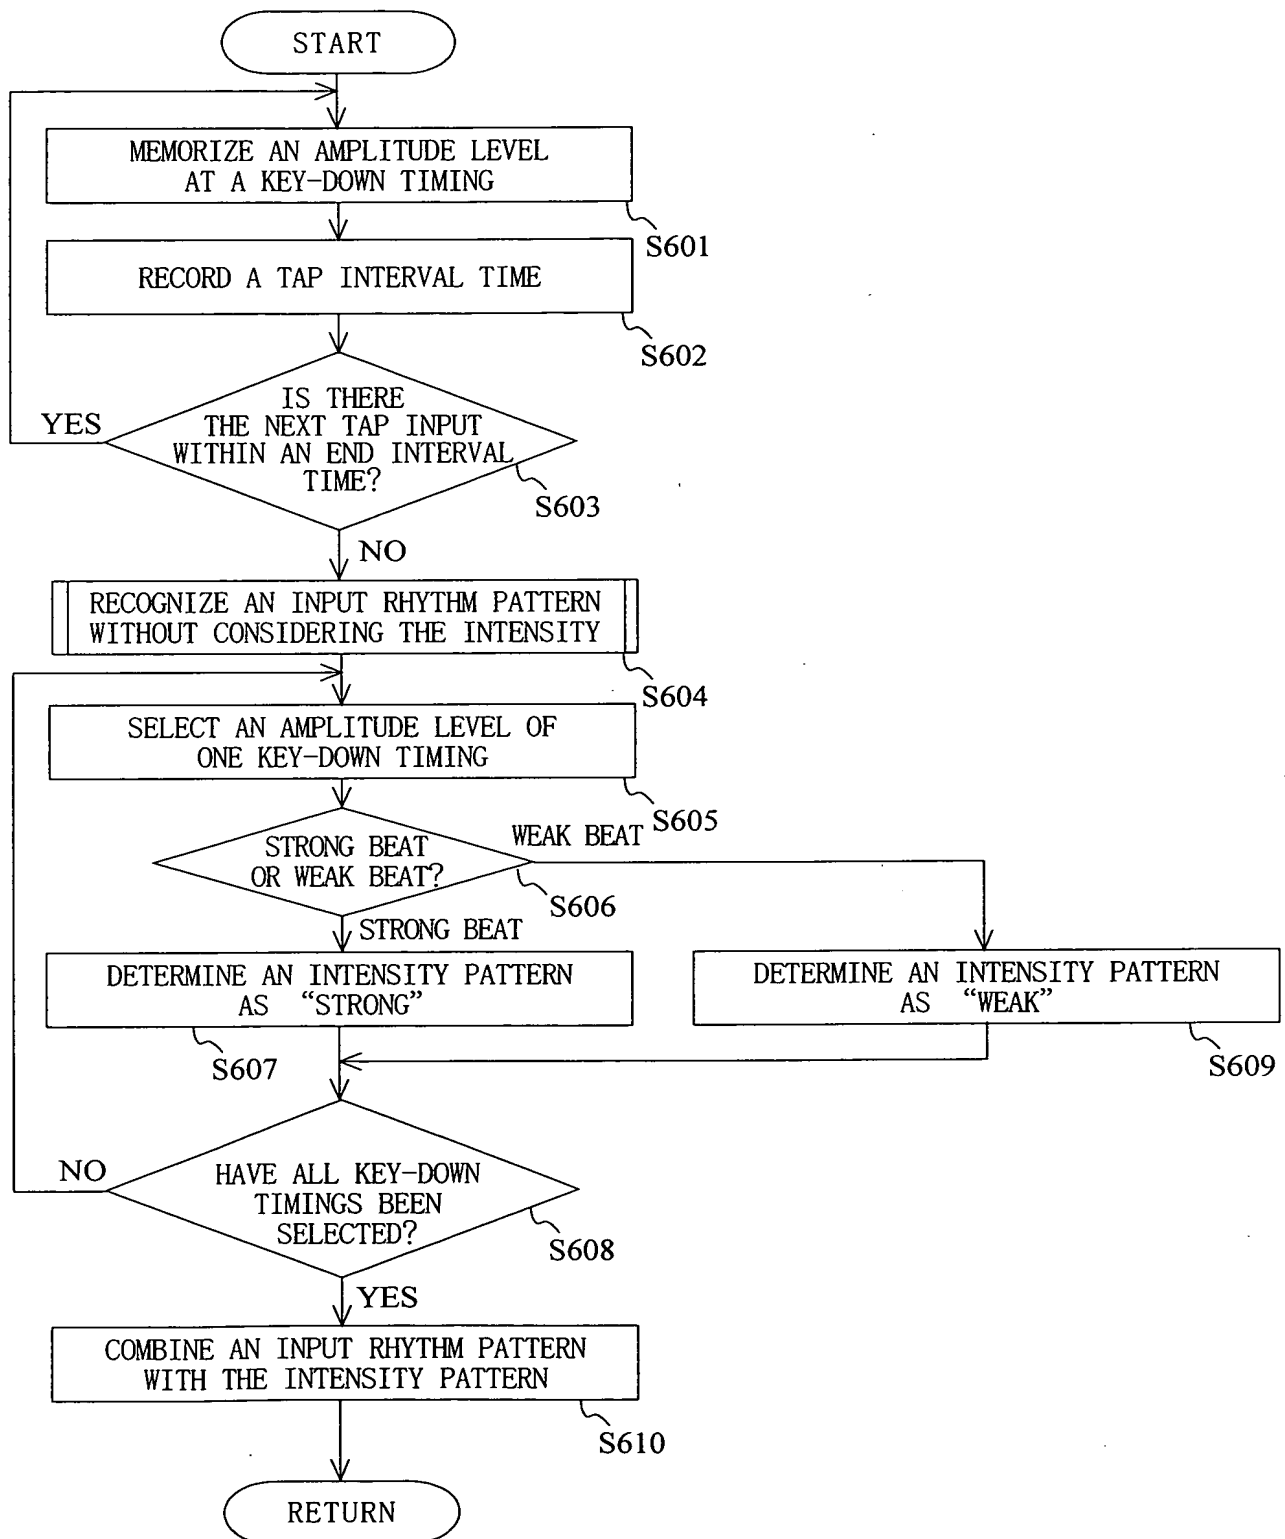 START
MEMORIZE AN AMPLITUDE LEVEL
AT A KEY-DOWN TIMING
S601
RECORD A TAP INTERVAL TIME
S602
IS THERE
THE NEXT TAP INPUT
WITHIN AN END INTERVAL
TIME?
YES
S603
NO
RECOGNIZE AN INPUT RHYTHM PATTERN
WITHOUT CONSIDERING THE INTENSITY
S604
SELECT AN AMPLITUDE LEVEL OF
ONE KEY-DOWN TIMING
S605
STRONG BEAT
OR WEAK BEAT?
WEAK BEAT
S606
STRONG BEAT
DETERMINE AN INTENSITY PATTERN
AS “STRONG”
S607
DETERMINE AN INTENSITY PATTERN
AS “WEAK”
S609
NO
HAVE ALL KEY-DOWN
TIMINGS BEEN
SELECTED?
S608
YES
COMBINE AN INPUT RHYTHM PATTERN
WITH THE INTENSITY PATTERN
S610
RETURN